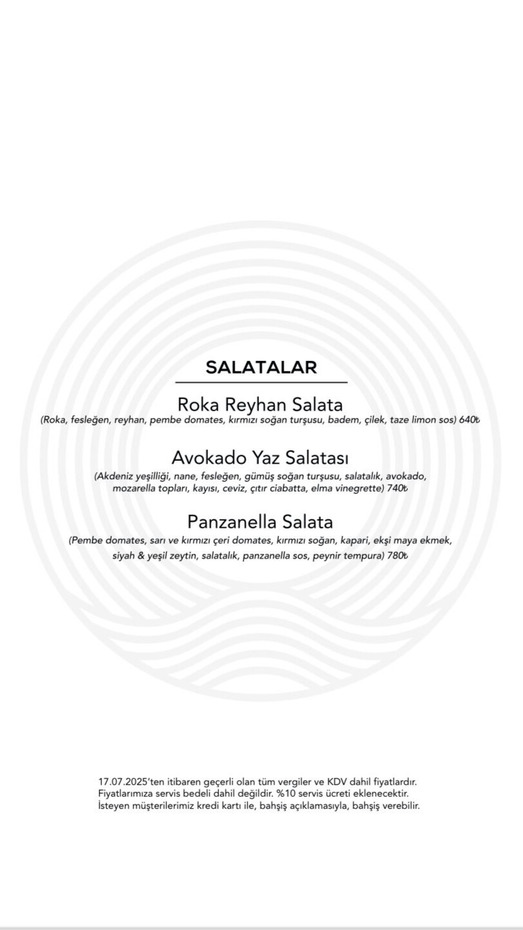 SALATALAR
Roka Reyhan Salata
(Roka, fesleğen, reyhan, pembe domates, kırmızı soğan turşusu, badem, çilek, taze limon sos) 640₺
Avokado Yaz Salatası
(Akdeniz yeşilliği, nane, fesleğen, gümüş soğan turşusu, salatalık, avokado,
mozarella topları, kayısı, ceviz, çıtır ciabatta, elma vinegrette) 740₺
Panzanella Salata
(Pembe domates, sarı ve kırmızı çeri domates, kırmızı soğan, kapari, ekşi maya ekmek,
siyah & yeşil zeytin, salatalık, panzanella sos, peynir tempura) 780₺
17.07.2025'ten itibaren geçerli olan tüm vergiler ve KDV dahil fiyatlardır.
Fiyatlarımıza servis bedeli dahil değildir. %10 servis ücreti eklenecektir.
İsteyen müşterilerimiz kredi kartı ile, bahşiş açıklamasıyla, bahşiş verebilir.